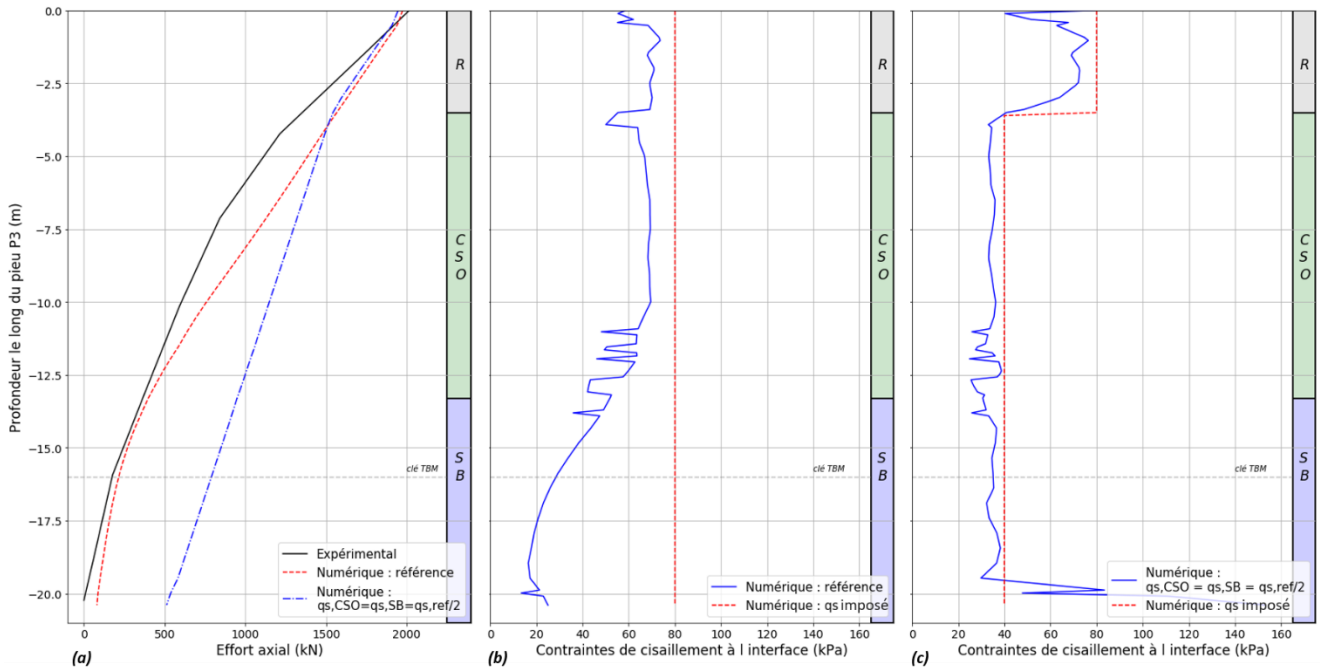 Profondeur le long du pieu P3 (m)
0.0
−2.5
−5.0
−7.5
−10.0
−12.5
−15.0
−17.5
−20.0
R
C
S
O
S
B
clé TBM
Expérimental
Numérique : référence
Numérique :
qs,CSO=qs,SB=qs,ref/2
0
500
1000
1500
2000
(a)
Effort axial (kN)
R
C
S
O
S
B
clé TBM
Numérique : référence
Numérique : qs imposé
0
20
40
60
80
100
120
140
160
(b)
Contraintes de cisaillement à l interface (kPa)
R
C
S
O
S
B
clé TBM
Numérique :
qs,CSO = qs,SB = qs,ref/2
Numérique : qs imposé
0
20
40
60
80
100
120
140
160
(c)
Contraintes de cisaillement à l interface (kPa)